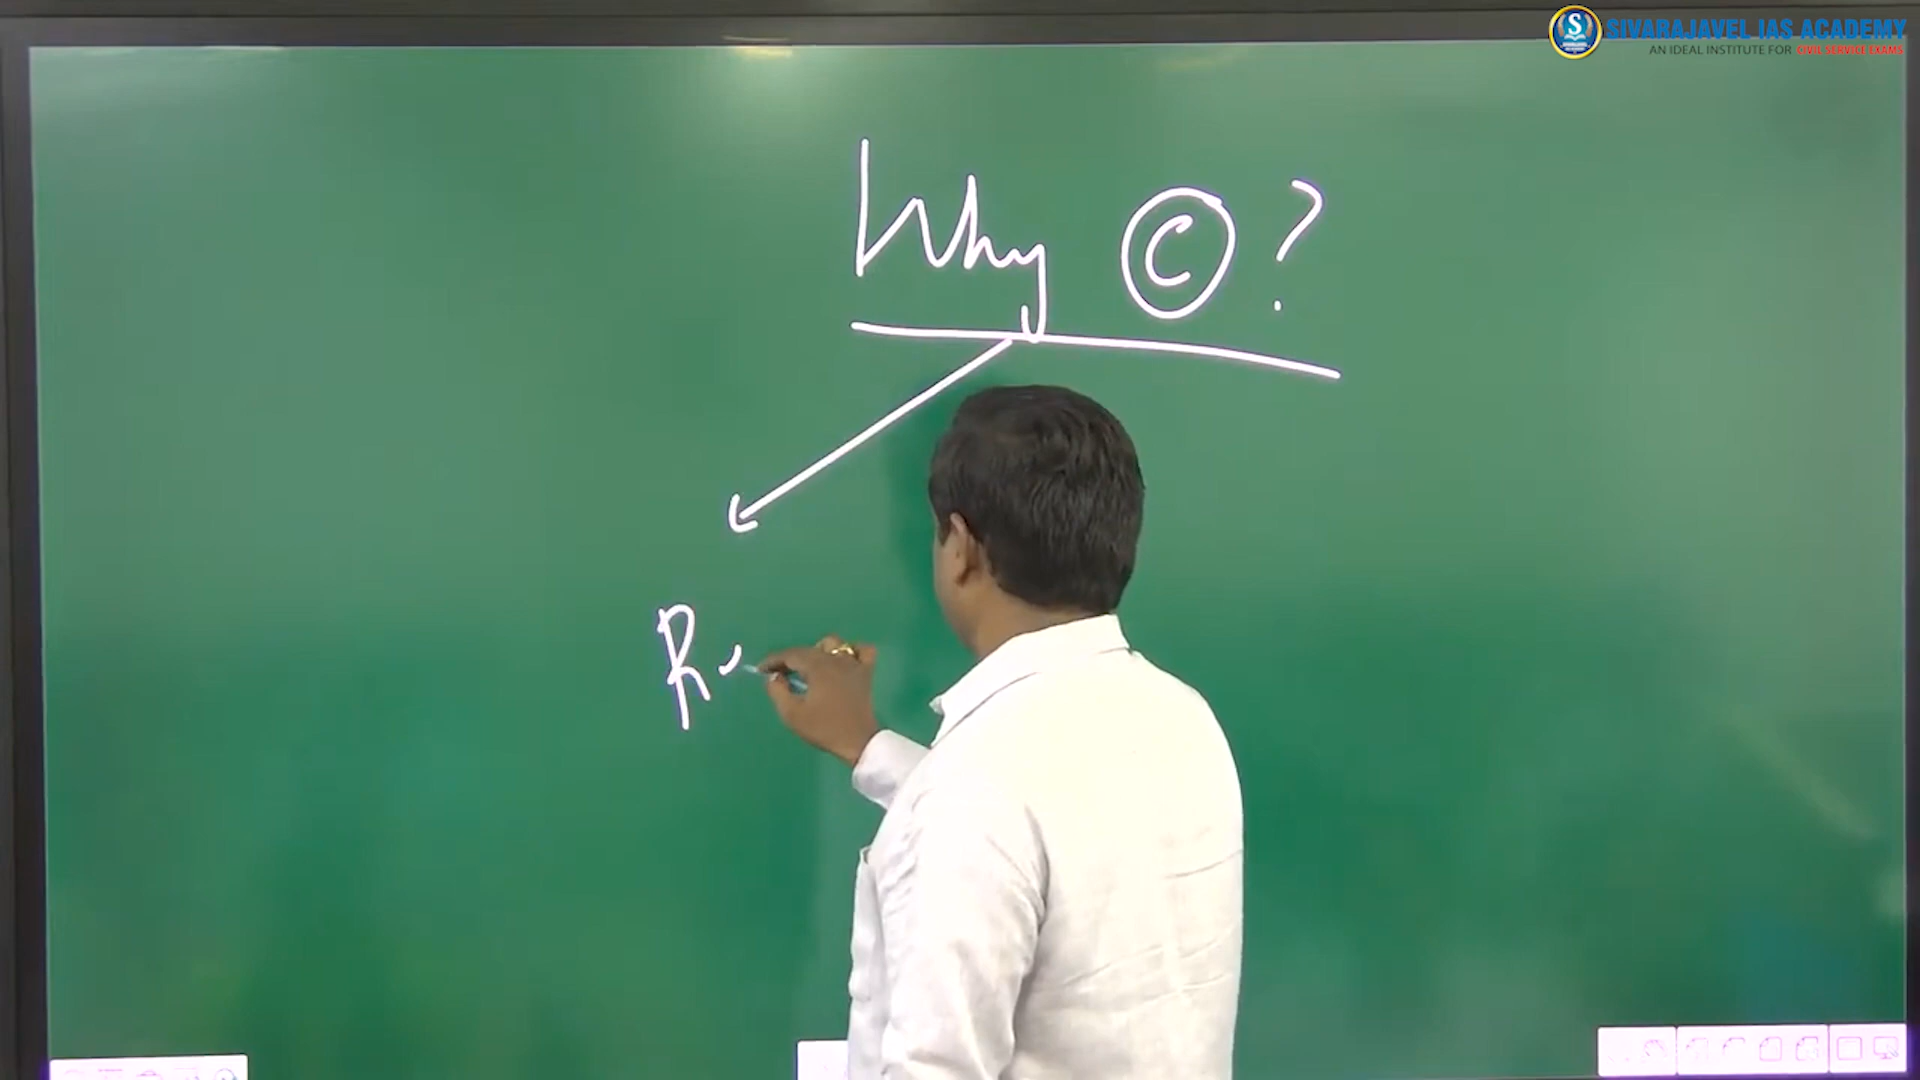 SIVARAJAVEL IAS ACADEMY
AN IDEAL INSTITUTE FOR CIVIL SERVICE EXAMS
Why © ?
R